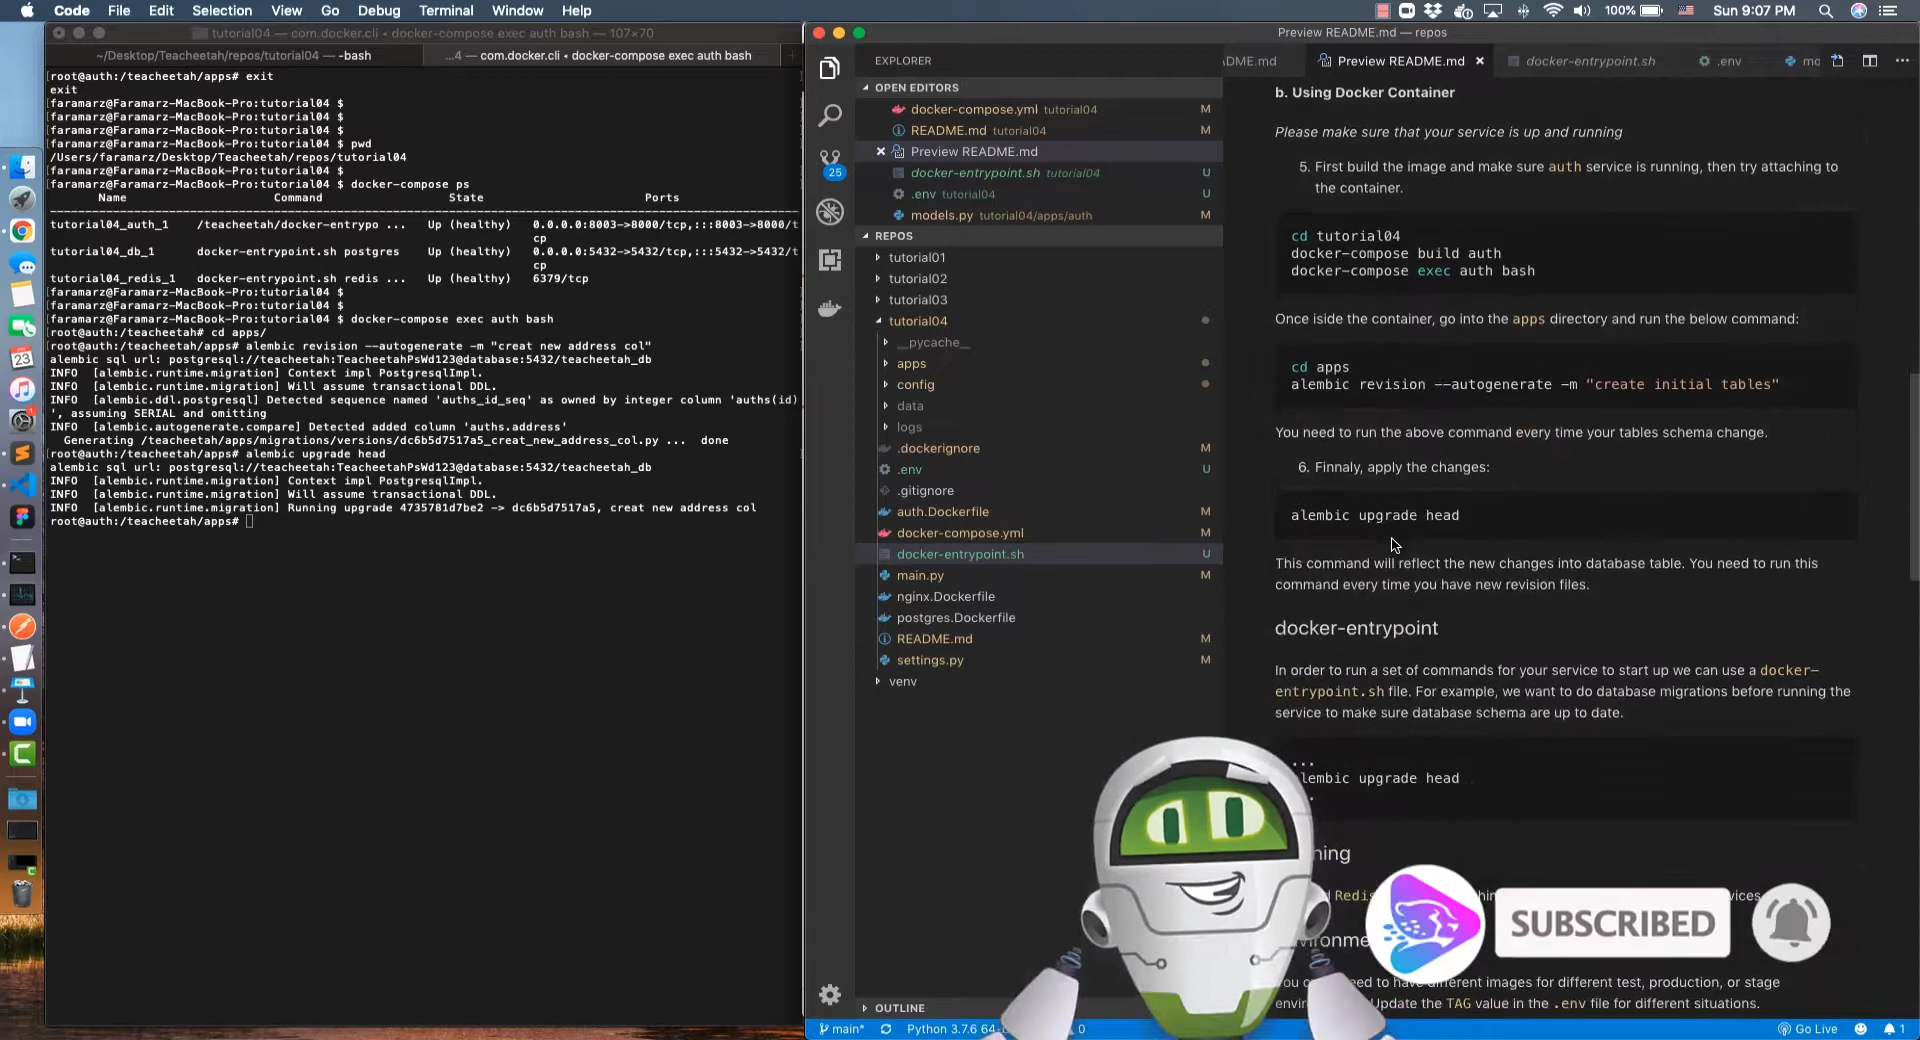 Code File Edit Selection View Go Debug Terminal Window Help
100% Sun 9:07 PM
tutorial04 — com.docker.cli • docker-compose exec auth bash — 107×70
~/Desktop/Teacheetah/repos/tutorial04 — -bash
...4 — com.docker.cli • docker-compose exec auth bash
[root@auth:/teacheetah/apps# exit
exit
[faramarz@Faramarz-MacBook-Pro:tutorial04 $
[faramarz@Faramarz-MacBook-Pro:tutorial04 $
[faramarz@Faramarz-MacBook-Pro:tutorial04 $
[faramarz@Faramarz-MacBook-Pro:tutorial04 $ pwd
/Users/faramarz/Desktop/Teacheetah/repos/tutorial04
[faramarz@Faramarz-MacBook-Pro:tutorial04 $
[faramarz@Faramarz-MacBook-Pro:tutorial04 $ docker-compose ps
Name Command State Ports
tutorial04_auth_1 /teacheetah/docker-entrypo ... Up (healthy) 0.0.0.0:8003->8000/tcp,:::8003->8000/t
cp
tutorial04_db_1 docker-entrypoint.sh postgres Up (healthy) 0.0.0.0:5432->5432/tcp,:::5432->5432/t
cp
tutorial04_redis_1 docker-entrypoint.sh redis ... Up (healthy) 6379/tcp
[faramarz@Faramarz-MacBook-Pro:tutorial04 $
[faramarz@Faramarz-MacBook-Pro:tutorial04 $
[faramarz@Faramarz-MacBook-Pro:tutorial04 $ docker-compose exec auth bash
[root@auth:/teacheetah# cd apps/
[root@auth:/teacheetah/apps# alembic revision --autogenerate -m "creat new address col"
alembic sql url: postgresql://teacheetah:TeacheetahPsWd123@database:5432/teacheetah_db
INFO [alembic.runtime.migration] Context impl PostgresqlImpl.
INFO [alembic.runtime.migration] Will assume transactional DDL.
INFO [alembic.ddl.postgresql] Detected sequence named 'auths_id_seq' as owned by integer column 'auths(id)
', assuming SERIAL and omitting
INFO [alembic.autogenerate.compare] Detected added column 'auths.address'
Generating /teacheetah/apps/migrations/versions/dc6b5d7517a5_creat_new_address_col.py ... done
[root@auth:/teacheetah/apps# alembic upgrade head
alembic sql url: postgresql://teacheetah:TeacheetahPsWd123@database:5432/teacheetah_db
INFO [alembic.runtime.migration] Context impl PostgresqlImpl.
INFO [alembic.runtime.migration] Will assume transactional DDL.
INFO [alembic.runtime.migration] Running upgrade 4735781d7be2 -> dc6b5d7517a5, creat new address col
root@auth:/teacheetah/apps#
Preview README.md — repos
EXPLORER
OPEN EDITORS
docker-compose.yml tutorial04 M
README.md tutorial04 M
Preview README.md
docker-entrypoint.sh tutorial04 U
.env tutorial04 U
models.py tutorial04/apps/auth M
25
REPOS
tutorial01
tutorial02
tutorial03
tutorial04
__pycache__
apps
config
data
logs
.dockerignore M
.env U
.gitignore
auth.Dockerfile M
docker-compose.yml M
docker-entrypoint.sh U
main.py M
nginx.Dockerfile
postgres.Dockerfile
README.md M
settings.py M
venv
OUTLINE
DME.md Preview README.md docker-entrypoint.sh .env mo
b. Using Docker Container
Please make sure that your service is up and running
5. First build the image and make sure auth service is running, then try attaching to
the container.
cd tutorial04
docker-compose build auth
docker-compose exec auth bash
Once iside the container, go into the apps directory and run the below command:
cd apps
alembic revision --autogenerate -m "create initial tables"
You need to run the above command every time your tables schema change.
6. Finnaly, apply the changes:
alembic upgrade head
This command will reflect the new changes into database table. You need to run this
command every time you have new revision files.
docker-entrypoint
In order to run a set of commands for your service to start up we can use a docker-
entrypoint.sh file. For example, we want to do database migrations before running the
service to make sure database schema are up to date.
...
lembic upgrade head
SUBSCRIBED
need to have different images for different test, production, or stage
Update the TAG value in the .env file for different situations.
main* Python 3.7.6 64- 0 Go Live 1